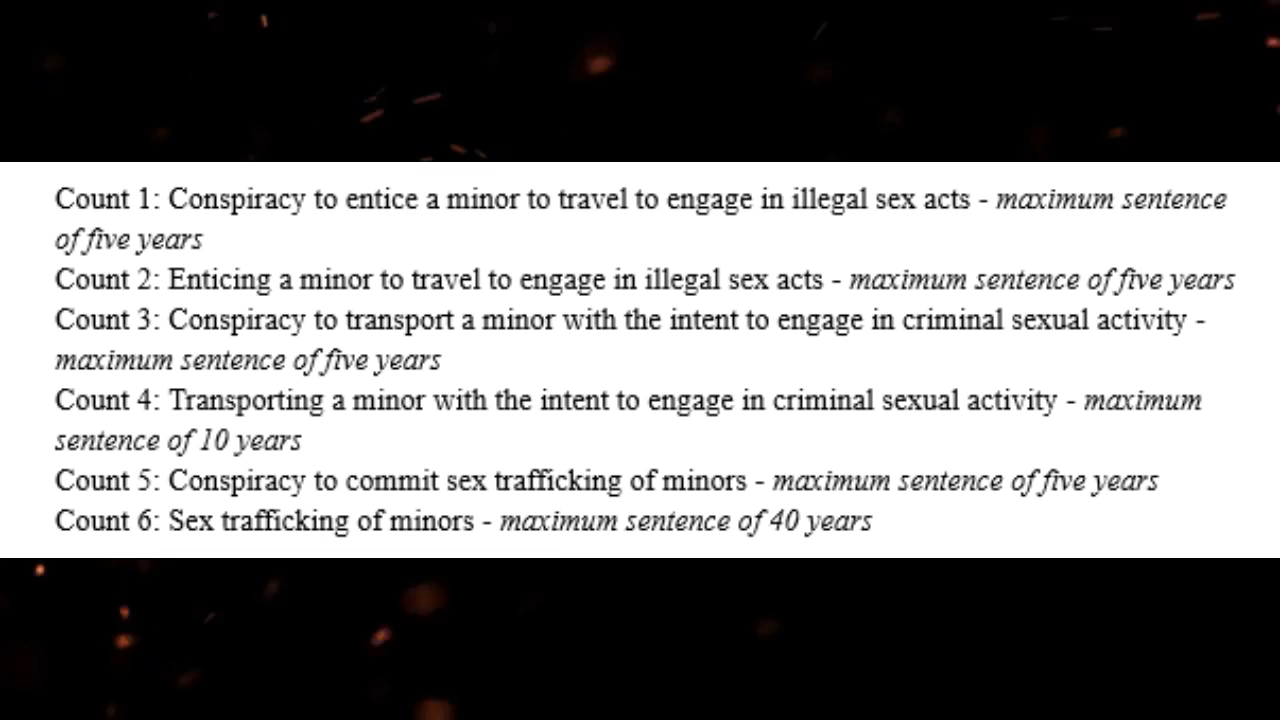 Count 1: Conspiracy to entice a minor to travel to engage in illegal sex acts - maximum sentence
of five years
Count 2: Enticing a minor to travel to engage in illegal sex acts - maximum sentence of five years
Count 3: Conspiracy to transport a minor with the intent to engage in criminal sexual activity -
maximum sentence of five years
Count 4: Transporting a minor with the intent to engage in criminal sexual activity - maximum
sentence of 10 years
Count 5: Conspiracy to commit sex trafficking of minors - maximum sentence of five years
Count 6: Sex trafficking of minors - maximum sentence of 40 years